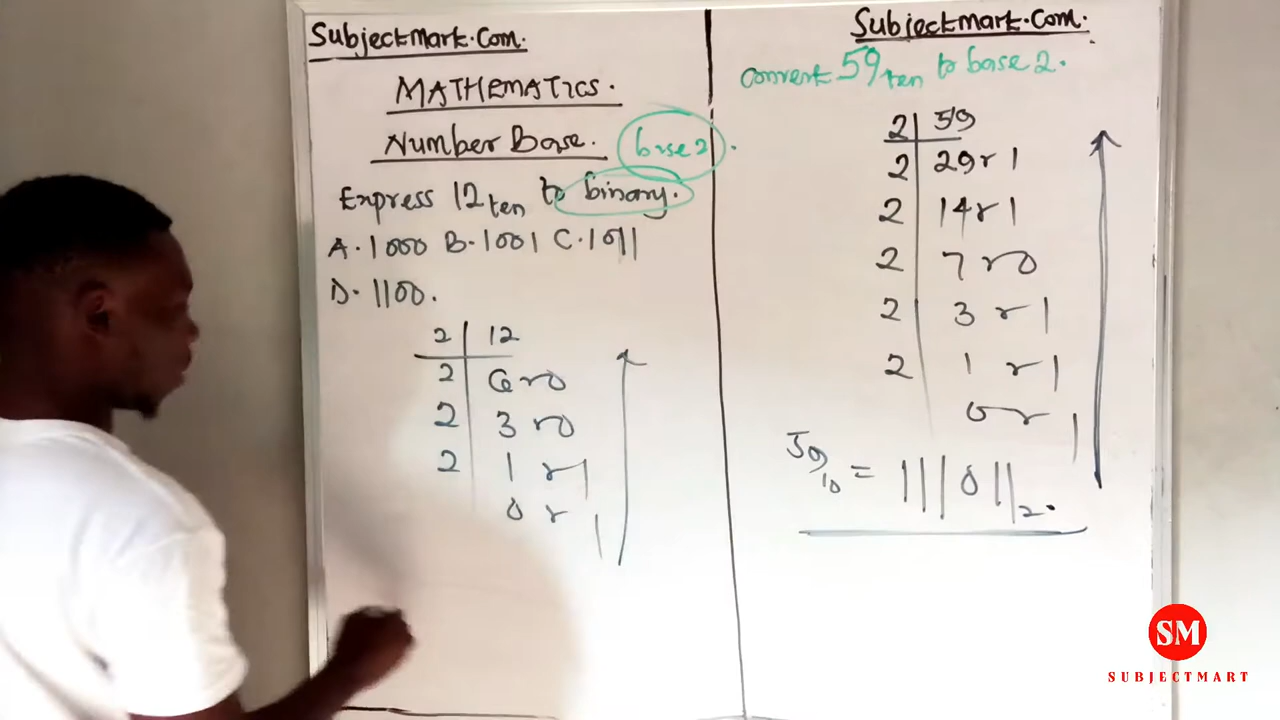 Subjectmart.Com.
MATHEMATICS.
Number Base. base 2.
Express 12ten to binary.
A. 1000 B. 1001 C. 1011
D. 1100.
2 | 12
2 | 6 r 0
2 | 3 r 0
2 | 1 r 1
0 r 1
Subjectmart.Com.
Convert 59ten to base 2.
2 | 59
2 | 29 r 1
2 | 14 r 1
2 | 7 r 0
2 | 3 r 1
2 | 1 r 1
0 r 1
59₁₀ = 111011₂.
SM
SUBJECTMART